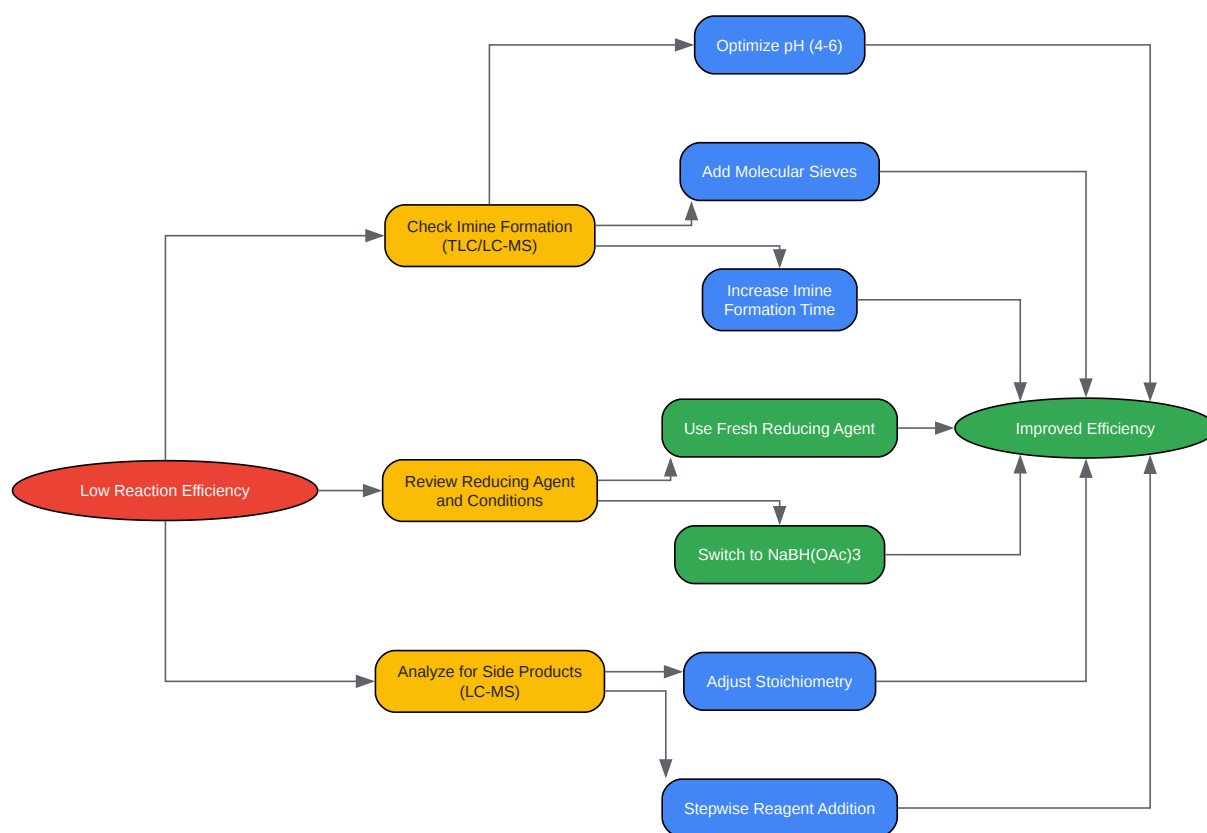 Optimize pH (4-6)
Add Molecular Sieves
Check Imine Formation
(TLC/LC-MS)
Increase Imine
Formation Time
Use Fresh Reducing Agent
Improved Efficiency
Low Reaction Efficiency
Review Reducing Agent
and Conditions
Switch to NaBH(OAc)3
Analyze for Side Products
(LC-MS)
Adjust Stoichiometry
Stepwise Reagent Addition